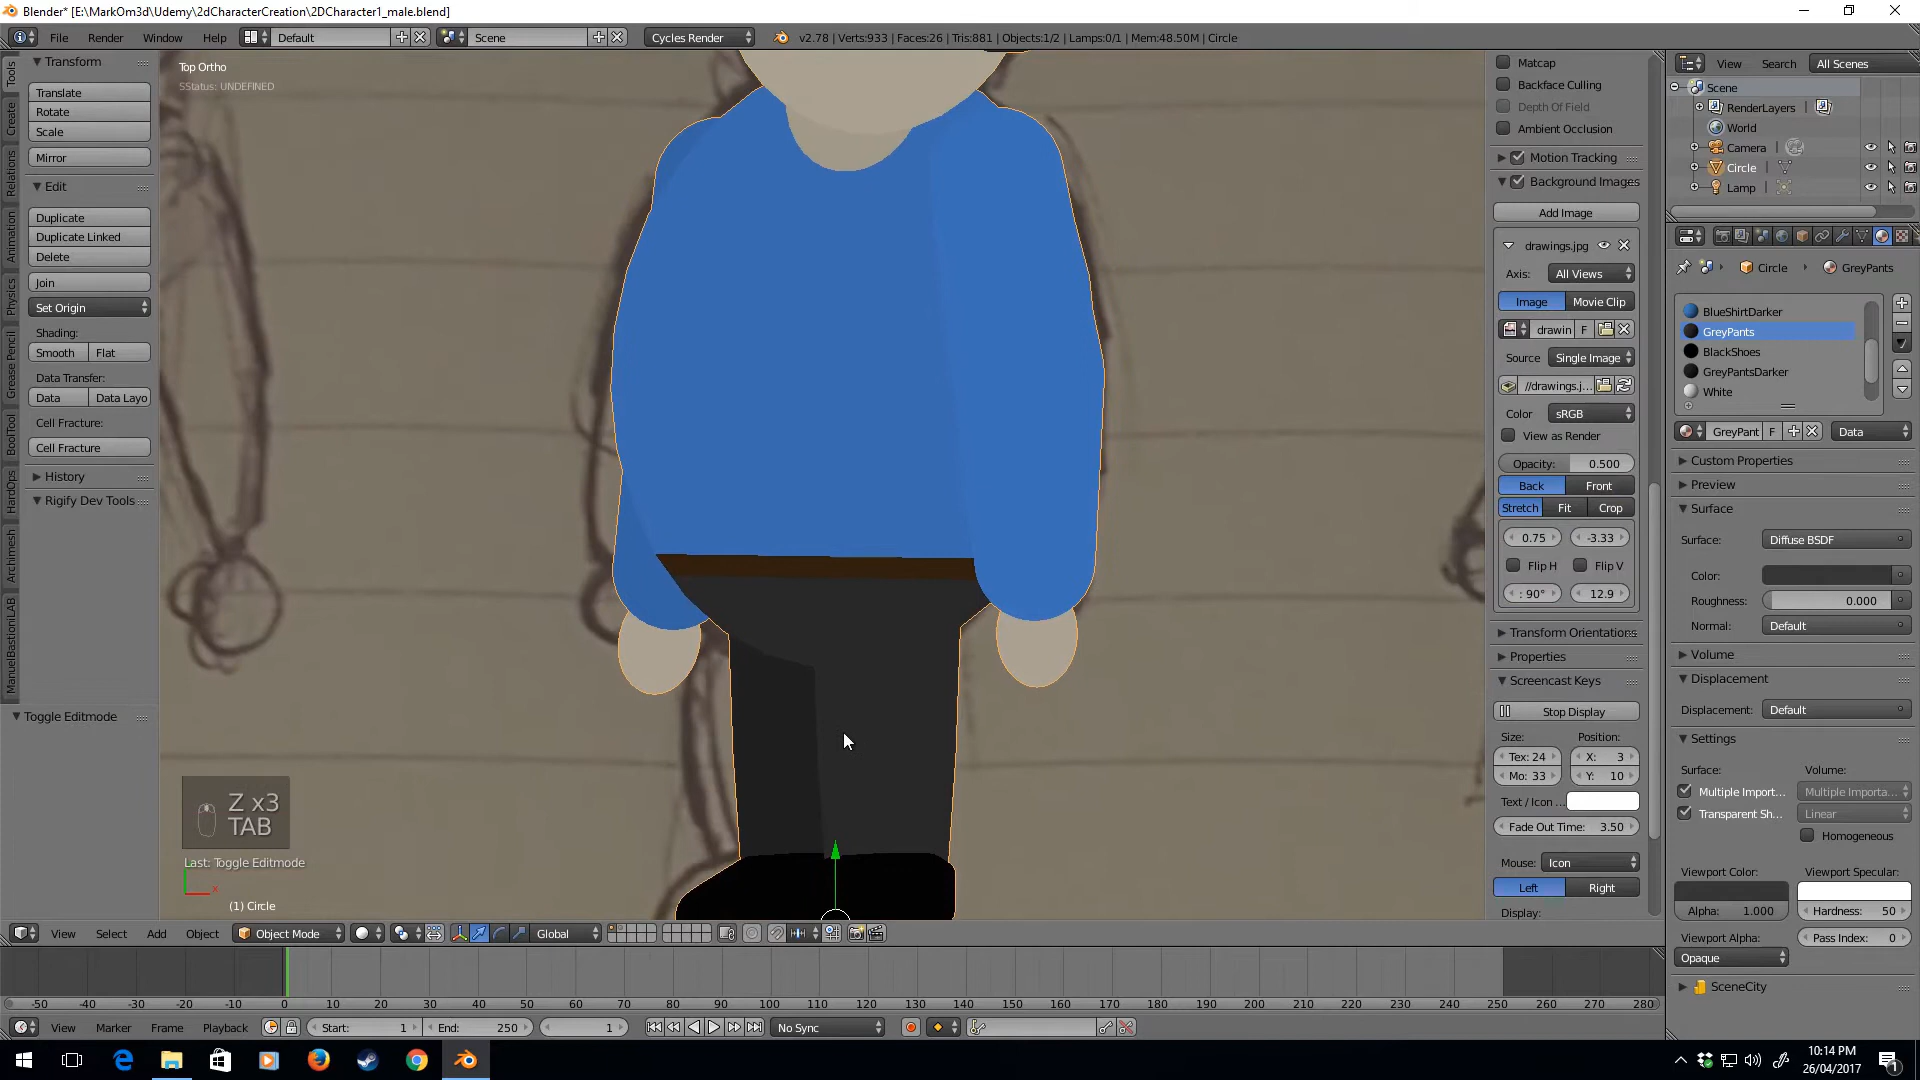 Blender* [E:\MarkOm3d\Udemy\2dCharacterCreation\2DCharacter1_male.blend]
File Render Window Help Default Scene Cycles Render v2.78 | Verts:933 | Faces:26 | Tris:881 | Objects:1/2 | Lamps:0/1 | Mem:48.50M | Circle
Tools
Create
Relations
Animation
Physics
Grease Pencil
BoolTool
HardOps
Archimesh
ManuelBastioniLAB
Transform
Translate
Rotate
Scale
Mirror
Edit
Duplicate
Duplicate Linked
Delete
Join
Set Origin
Shading:
Smooth Flat
Data Transfer:
Data Data Layo
Cell Fracture:
Cell Fracture
History
Rigify Dev Tools
Toggle Editmode
Top Ortho
SStatus: UNDEFINED
Z x3
TAB
Last: Toggle Editmode
x
(1) Circle
Matcap
Backface Culling
Depth Of Field
Ambient Occlusion
Motion Tracking
Background Images
Add Image
drawings.jpg
Axis: All Views
Image Movie Clip
drawin F
Source Single Image
//drawings.j...
Color sRGB
View as Render
Opacity: 0.500
Back Front
Stretch Fit Crop
0.75 -3.33
Flip H Flip V
: 90° 12.9
Transform Orientations
Properties
Screencast Keys
Stop Display
Size: Position:
Tex: 24 X: 3
Mo: 33 Y: 10
Text / Icon ...
Fade Out Time: 3.50
Mouse: Icon
Left Right
Display:
View Search All Scenes
Scene
RenderLayers
World
Camera
Circle
Lamp
Circle GreyPants
BlueShirtDarker
GreyPants
BlackShoes
GreyPantsDarker
White
GreyPant F Data
Custom Properties
Preview
Surface
Surface: Diffuse BSDF
Color:
Roughness: 0.000
Normal: Default
Volume
Displacement
Displacement: Default
Settings
Surface: Volume:
Multiple Import... Multiple Importa...
Transparent Sh... Linear
Homogeneous
Viewport Color: Viewport Specular:
Alpha: 1.000 Hardness: 50
Viewport Alpha: Pass Index: 0
Opaque
SceneCity
View Select Add Object Object Mode Global
-50 -40 -30 -20 -10 0 10 20 30 40 50 60 70 80 90 100 110 120 130 140 150 160 170 180 190 200 210 220 230 240 250 260 270 280
View Marker Frame Playback Start: 1 End: 250 1 No Sync
10:14 PM
26/04/2017
1